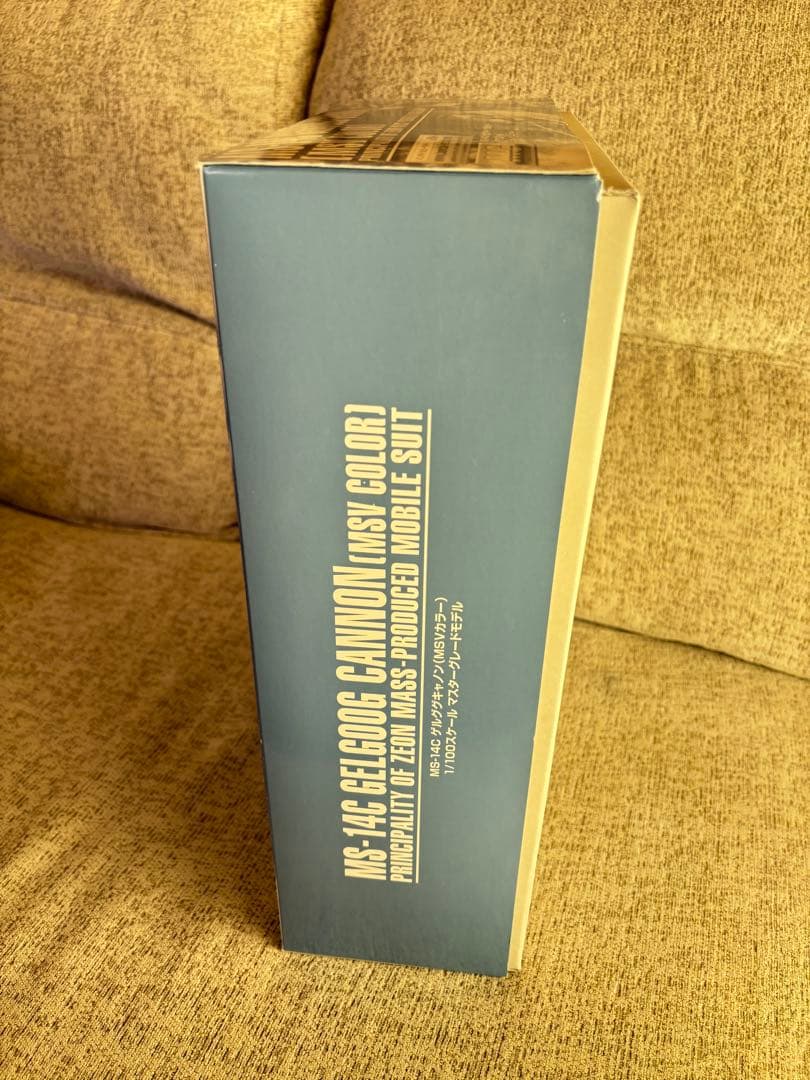 MS-14C GELGOOG CANNON (MSV COLOR)
PRINCIPALITY OF ZEON MASS-PRODUCED MOBILE SUIT
MS-14C ゲルググキャノン(MSVカラー)
1/100スケール マスターグレードモデル